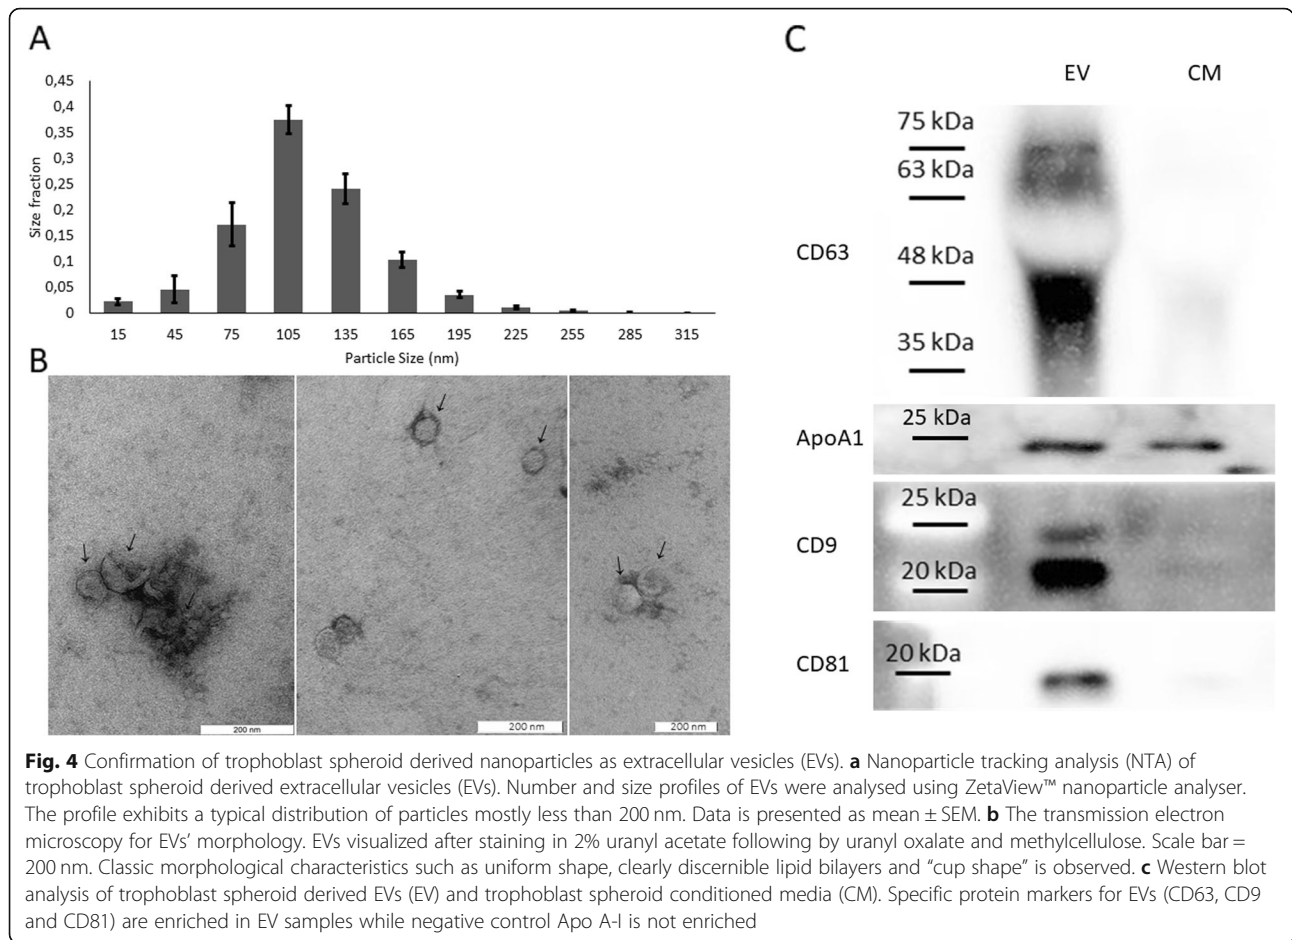 A
Size fraction
0,45
0,4
0,35
0,3
0,25
0,2
0,15
0,1
0,05
0
15 45 75 105 135 165 195 225 255 285 315
Particle Size (nm)
B
200 nm
200 nm
200 nm
C
EV CM
75 kDa
63 kDa
CD63
48 kDa
35 kDa
25 kDa
ApoA1
25 kDa
CD9
20 kDa
20 kDa
CD81
Fig. 4 Confirmation of trophoblast spheroid derived nanoparticles as extracellular vesicles (EVs). a Nanoparticle tracking analysis (NTA) of
trophoblast spheroid derived extracellular vesicles (EVs). Number and size profiles of EVs were analysed using ZetaView™ nanoparticle analyser.
The profile exhibits a typical distribution of particles mostly less than 200 nm. Data is presented as mean ± SEM. b The transmission electron
microscopy for EVs’ morphology. EVs visualized after staining in 2% uranyl acetate following by uranyl oxalate and methylcellulose. Scale bar =
200 nm. Classic morphological characteristics such as uniform shape, clearly discernible lipid bilayers and “cup shape” is observed. c Western blot
analysis of trophoblast spheroid derived EVs (EV) and trophoblast spheroid conditioned media (CM). Specific protein markers for EVs (CD63, CD9
and CD81) are enriched in EV samples while negative control Apo A-I is not enriched